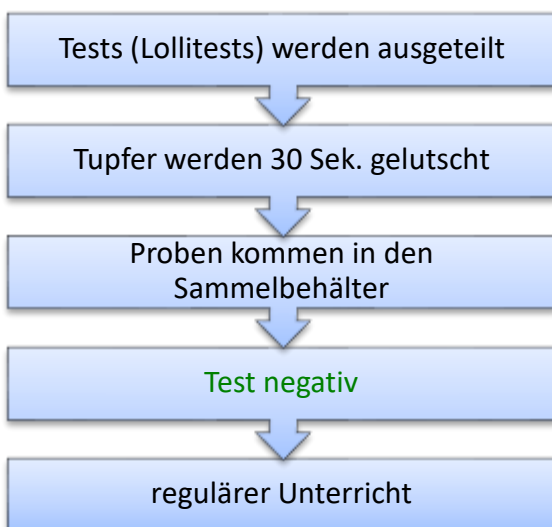 Tests (Lollitests) werden ausgeteilt
Tupfer werden 30 Sek. gelutscht
Proben kommen in den
Sammelbehälter
Test negativ
regulärer Unterricht